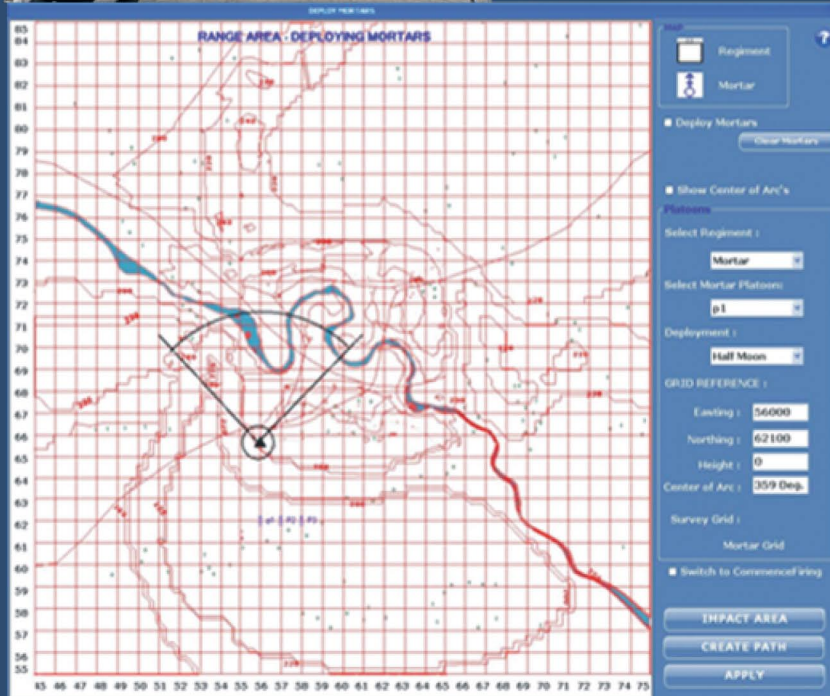 DEPLOY MORTARS
RANGE AREA - DEPLOYING MORTARS
85
84
83
82
81
80
79
78
77
76
75
74
73
72
71
70
69
68
67
66
65
64
63
62
61
60
59
58
57
56
55
45 46 47 48 49 50 51 52 53 54 55 56 57 58 59 60 61 62 63 64 65 66 67 68 69 70 71 72 73 74 75
p1 P2 P3
MAP
?
Regiment
Mortar
Deploy Mortars
Clear Mortars
Show Center of Arc's
Platoons
Select Regiment :
Mortar
Select Mortar Platoon:
p1
Deployment :
Half Moon
GRID REFERENCE :
Easting : 56000
Northing : 62100
Height : 0
Center of Arc : 359 Deg.
Survey Grid :
Mortar Grid
Switch to CommenceFiring
IMPACT AREA
CREATE PATH
APPLY